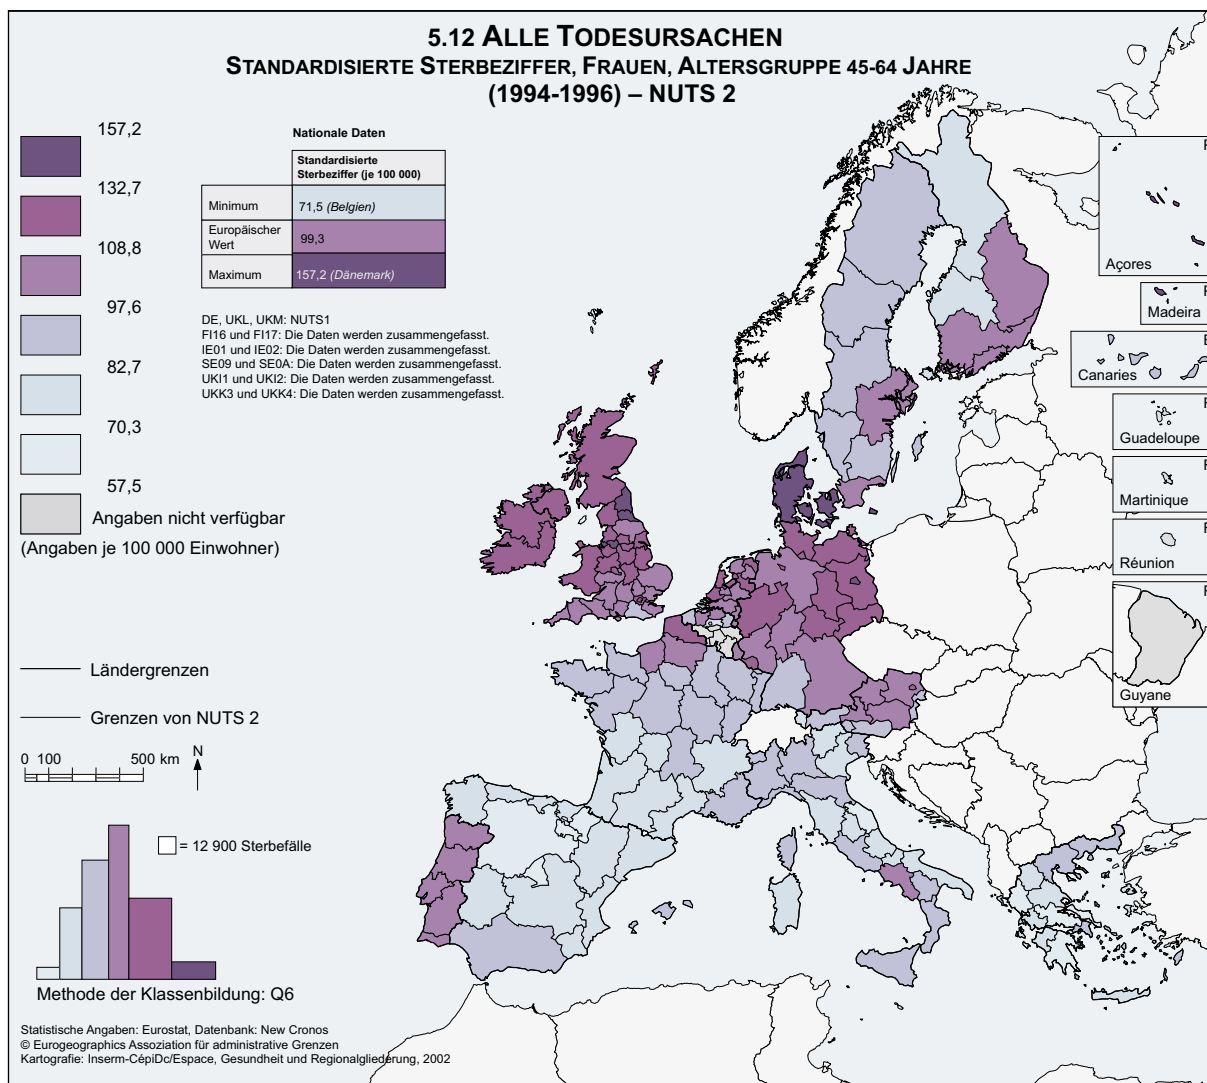 5.12 ALLE TODESURSACHEN
STANDARDISIERTE STERBEZIFFER, FRAUEN, ALTERSGRUPPE 45-64 JAHRE
(1994-1996) – NUTS 2
157,2
132,7
108,8
97,6
82,7
70,3
57,5
Angaben nicht verfügbar
(Angaben je 100 000 Einwohner)
Nationale Daten
Standardisierte
Sterbeziffer (je 100 000)
Minimum
71,5 (Belgien)
Europäischer
Wert
99,3
Maximum
157,2 (Dänemark)
DE, UKL, UKM: NUTS1
FI16 und FI17: Die Daten werden zusammengefasst.
IE01 und IE02: Die Daten werden zusammengefasst.
SE09 und SE0A: Die Daten werden zusammengefasst.
UKI1 und UKI2: Die Daten werden zusammengefasst.
UKK3 und UKK4: Die Daten werden zusammengefasst.
Açores
Madeira
Canaries
Guadeloupe
Martinique
Réunion
Guyane
Ländergrenzen
Grenzen von NUTS 2
0 100 500 km
N
= 12 900 Sterbefälle
Methode der Klassenbildung: Q6
Statistische Angaben: Eurostat, Datenbank: New Cronos
© Eurogeographics Assoziation für administrative Grenzen
Kartografie: Inserm-CépiDc/Espace, Gesundheit und Regionalgliederung, 2002